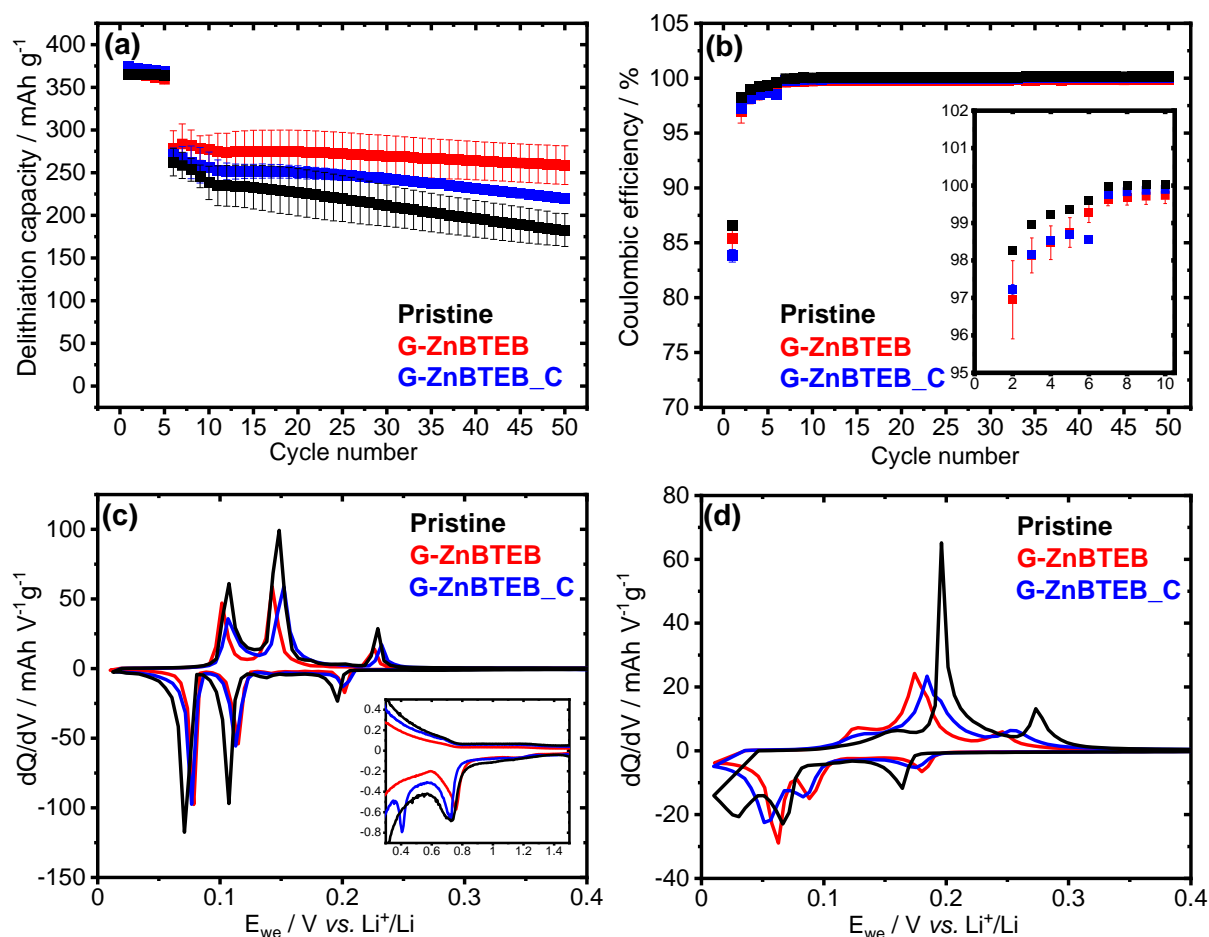 (a)
Delithiation capacity / mAh g⁻¹
400
350
300
250
200
150
100
50
0
Pristine
G-ZnBTEB
G-ZnBTEB_C
0 5 10 15 20 25 30 35 40 45 50
Cycle number
(b)
Coulombic efficiency / %
105
100
95
90
85
80
75
70
Pristine
G-ZnBTEB
G-ZnBTEB_C
102
101
100
99
98
97
96
95
0 2 4 6 8 10
0 5 10 15 20 25 30 35 40 45 50
Cycle number
(c)
dQ/dV / mAh V⁻¹g⁻¹
100
50
0
-50
-100
-150
Pristine
G-ZnBTEB
G-ZnBTEB_C
0.4
0.2
0
-0.2
-0.4
-0.6
-0.8
0.4 0.6 0.8 1 1.2 1.4
0 0.1 0.2 0.3 0.4
E_we / V vs. Li⁺/Li
(d)
dQ/dV / mAh V⁻¹g⁻¹
80
60
40
20
0
-20
-40
Pristine
G-ZnBTEB
G-ZnBTEB_C
0 0.1 0.2 0.3 0.4
E_we / V vs. Li⁺/Li